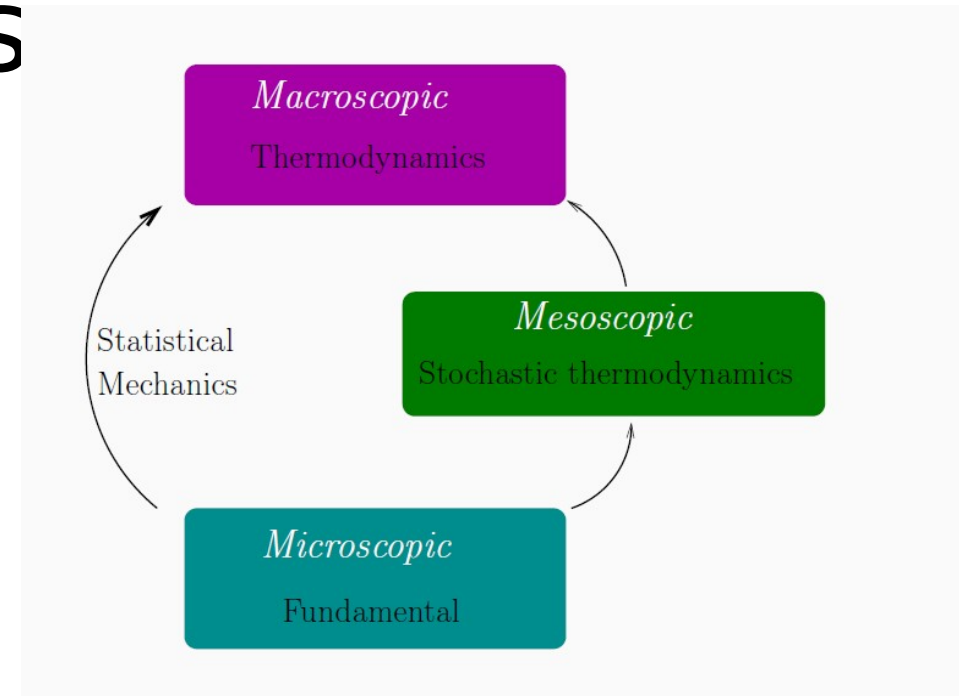 s
Macroscopic
Thermodynamics
Mesoscopic
Stochastic thermodynamics
Statistical
Mechanics
Microscopic
Fundamental